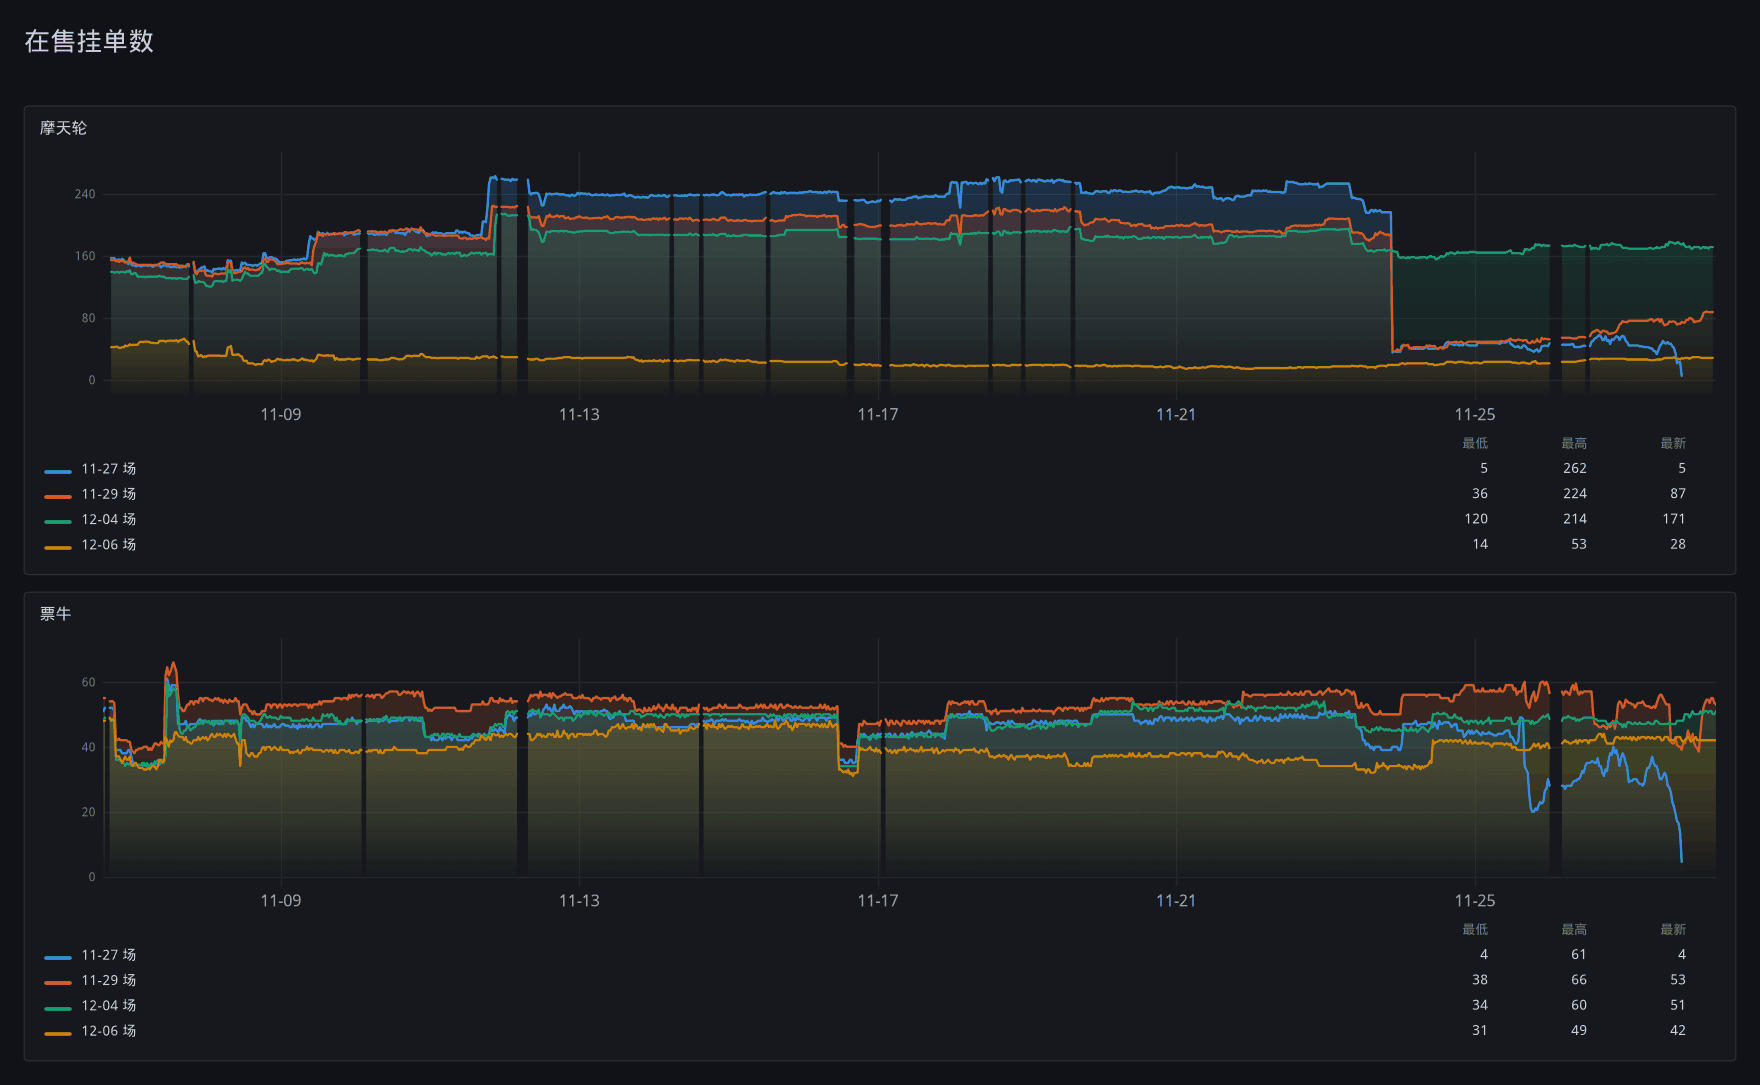 在售挂单数
摩天轮
240
160
80
0
11-09 11-13 11-17 11-21 11-25
最低 最高 最新
11-27 场 5 262 5
11-29 场 36 224 87
12-04 场 120 214 171
12-06 场 14 53 28
票牛
60
40
20
0
11-09 11-13 11-17 11-21 11-25
最低 最高 最新
11-27 场 4 61 4
11-29 场 38 66 53
12-04 场 34 60 51
12-06 场 31 49 42